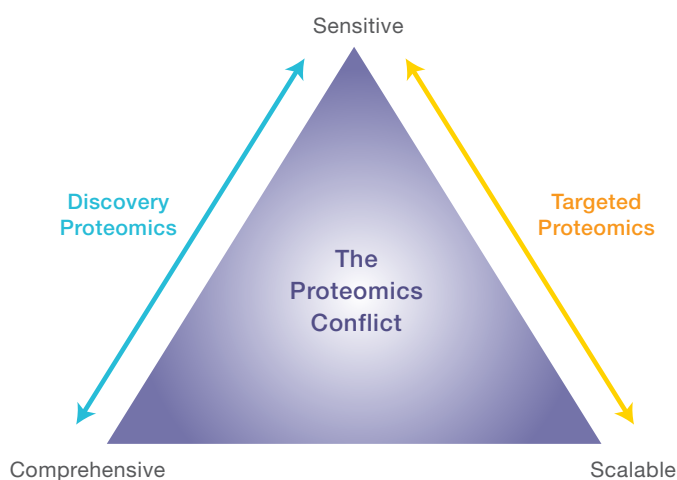 Sensitive
Discovery
Proteomics
Targeted
Proteomics
The
Proteomics
Conflict
Comprehensive
Scalable